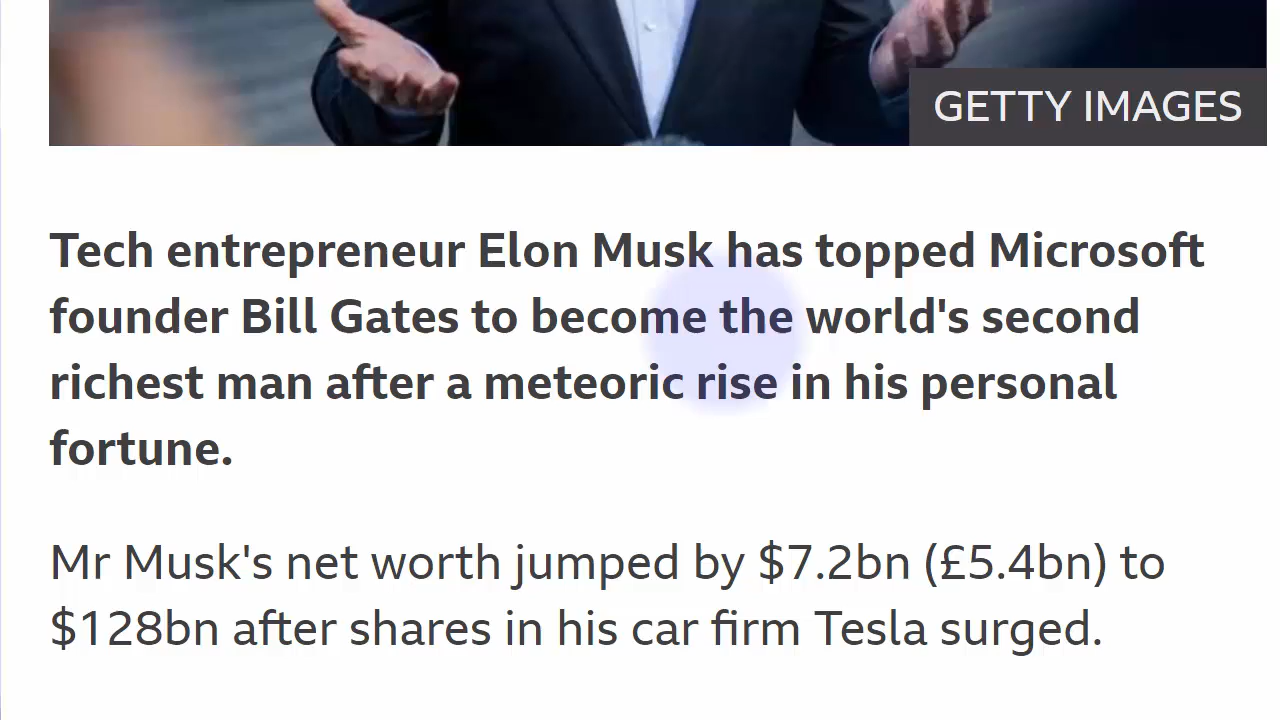 GETTY IMAGES
Tech entrepreneur Elon Musk has topped Microsoft
founder Bill Gates to become the world's second
richest man after a meteoric rise in his personal
fortune.
Mr Musk's net worth jumped by $7.2bn (£5.4bn) to
$128bn after shares in his car firm Tesla surged.